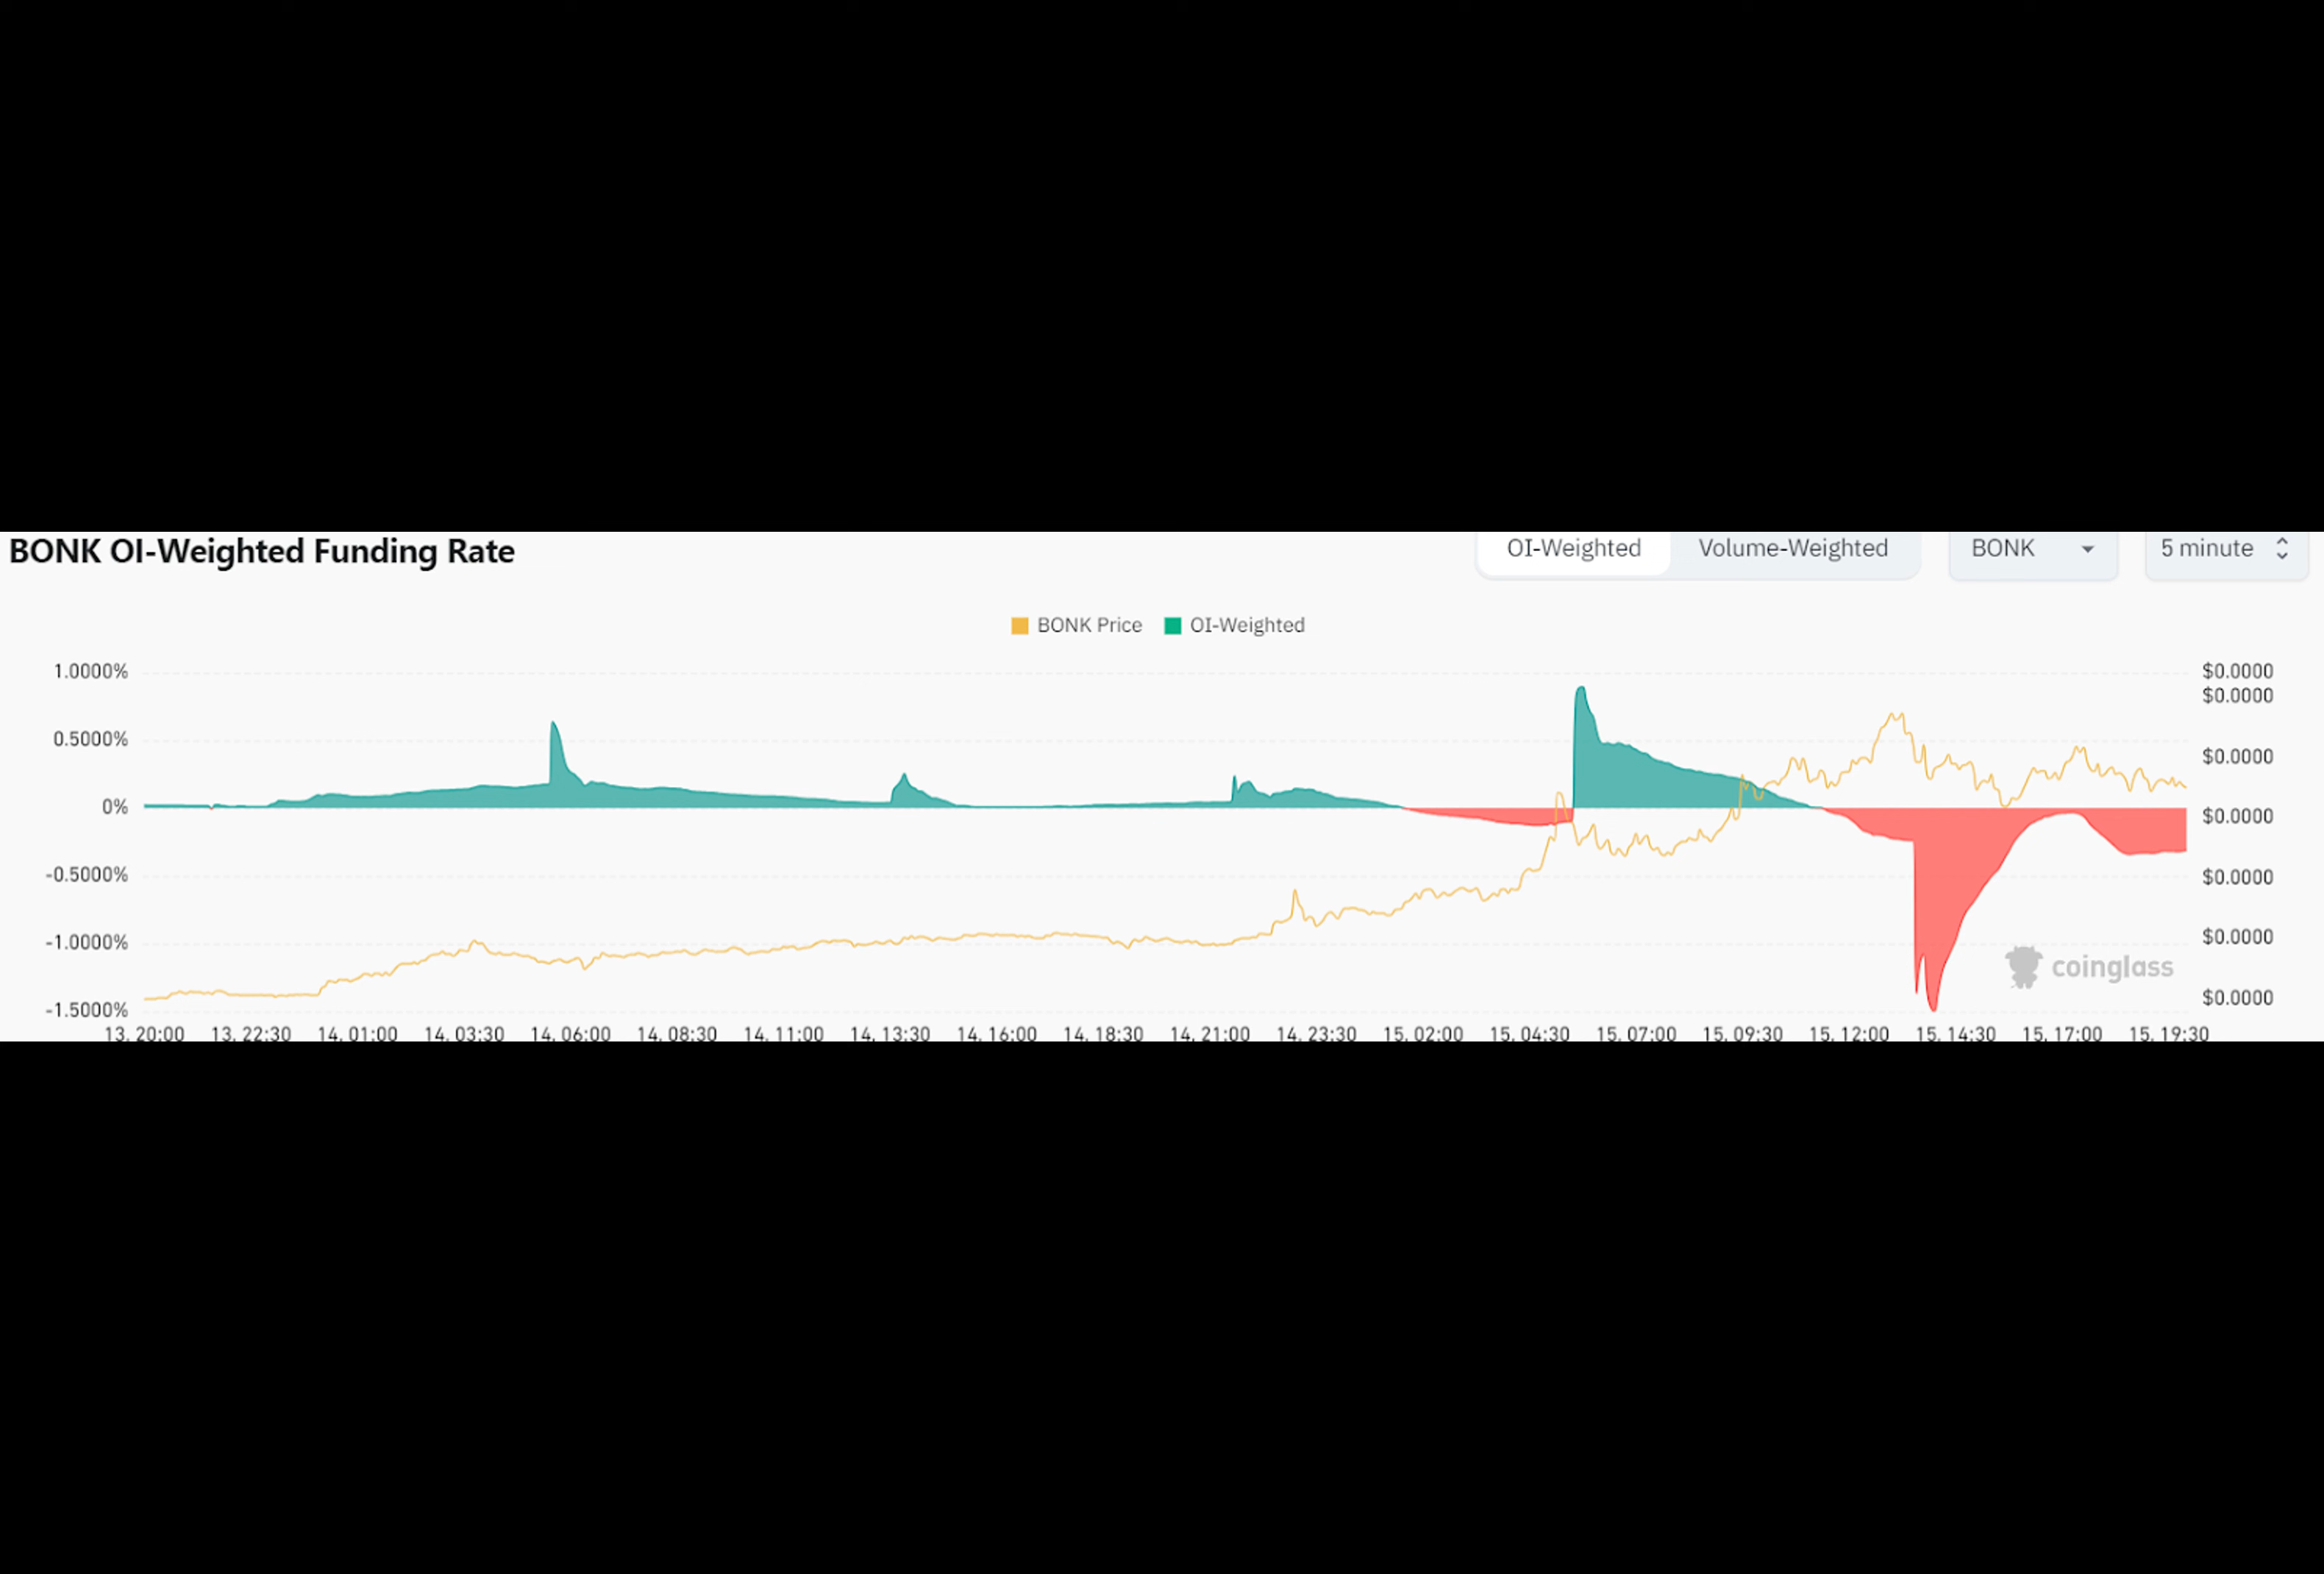 BONK OI-Weighted Funding Rate
OI-Weighted Volume-Weighted BONK 5 minute
BONK Price OI-Weighted
1.0000% $0.0000
$0.0000
0.5000% $0.0000
0% $0.0000
-0.5000% $0.0000
-1.0000% $0.0000
coinglass
-1.5000% $0.0000
13. 20:00 13. 22:30 14. 01:00 14. 03:30 14. 06:00 14. 08:30 14. 11:00 14. 13:30 14. 16:00 14. 18:30 14. 21:00 14. 23:30 15. 02:00 15. 04:30 15. 07:00 15. 09:30 15. 12:00 15. 14:30 15. 17:00 15. 19:30